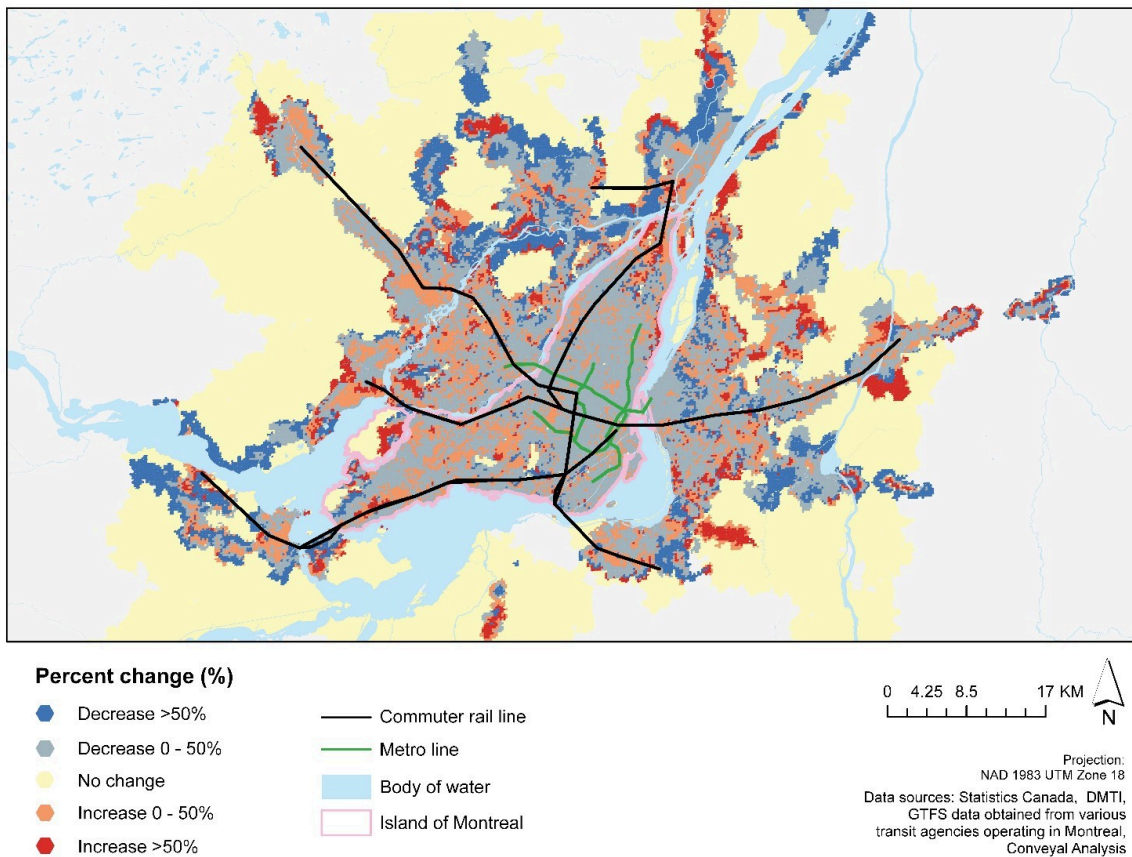 Percent change (%)
Decrease >50%
Decrease 0 - 50%
No change
Increase 0 - 50%
Increase >50%
Commuter rail line
Metro line
Body of water
Island of Montreal
0 4.25 8.5 17 KM
N
Projection:
NAD 1983 UTM Zone 18
Data sources: Statistics Canada, DMTI,
GTFS data obtained from various
transit agencies operating in Montreal,
Conveyal Analysis